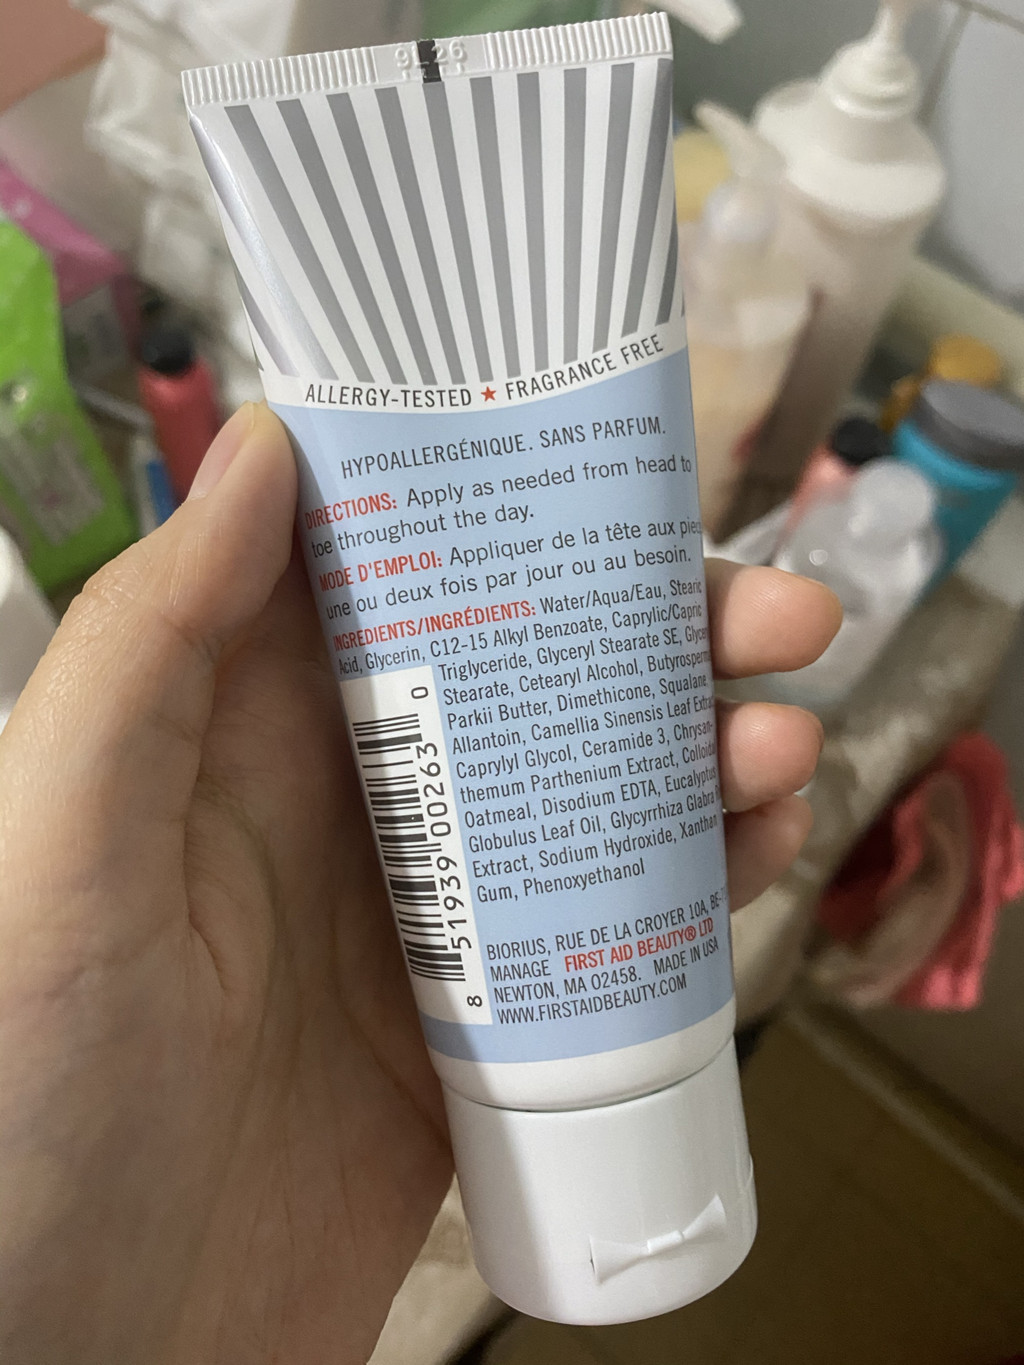 9L26
ALLERGY-TESTED ★ FRAGRANCE FREE
HYPOALLERGÉNIQUE. SANS PARFUM.
DIRECTIONS: Apply as needed from head to
toe throughout the day.
MODE D'EMPLOI: Appliquer de la tête aux
une ou deux fois par jour ou au besoin.
INGREDIENTS/INGRÉDIENTS: Water/Aqua/Eau, Stearic
Acid, Glycerin, C12-15 Alkyl Benzoate, Caprylic/Capric
Triglyceride, Glyceryl Stearate SE,
Stearate, Cetearyl Alcohol,
Parkii Butter, Dimethicone, Squalane
Allantoin, Camellia Sinensis Leaf
Caprylyl Glycol, Ceramide 3, Chrysan-
themum Parthenium Extract,
Oatmeal, Disodium EDTA,
Globulus Leaf Oil, Glycyrrhiza Glabra
Extract, Sodium Hydroxide, Xanthan
Gum, Phenoxyethanol
8 51939 00263 0
BIORIUS, RUE DE LA CROYER 10A,
MANAGE FIRST AID BEAUTY® LTD
NEWTON, MA 02458. MADE IN USA
WWW.FIRSTAIDBEAUTY.COM